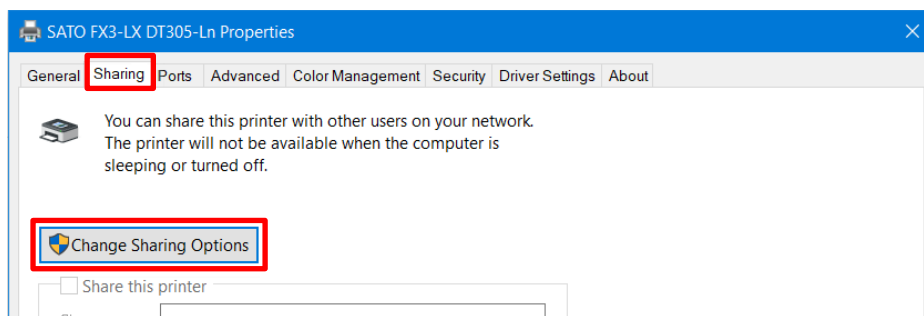 SATO FX3-LX DT305-Ln Properties
General Sharing Ports Advanced Color Management Security Driver Settings About
You can share this printer with other users on your network.
The printer will not be available when the computer is
sleeping or turned off.
Change Sharing Options
Share this printer